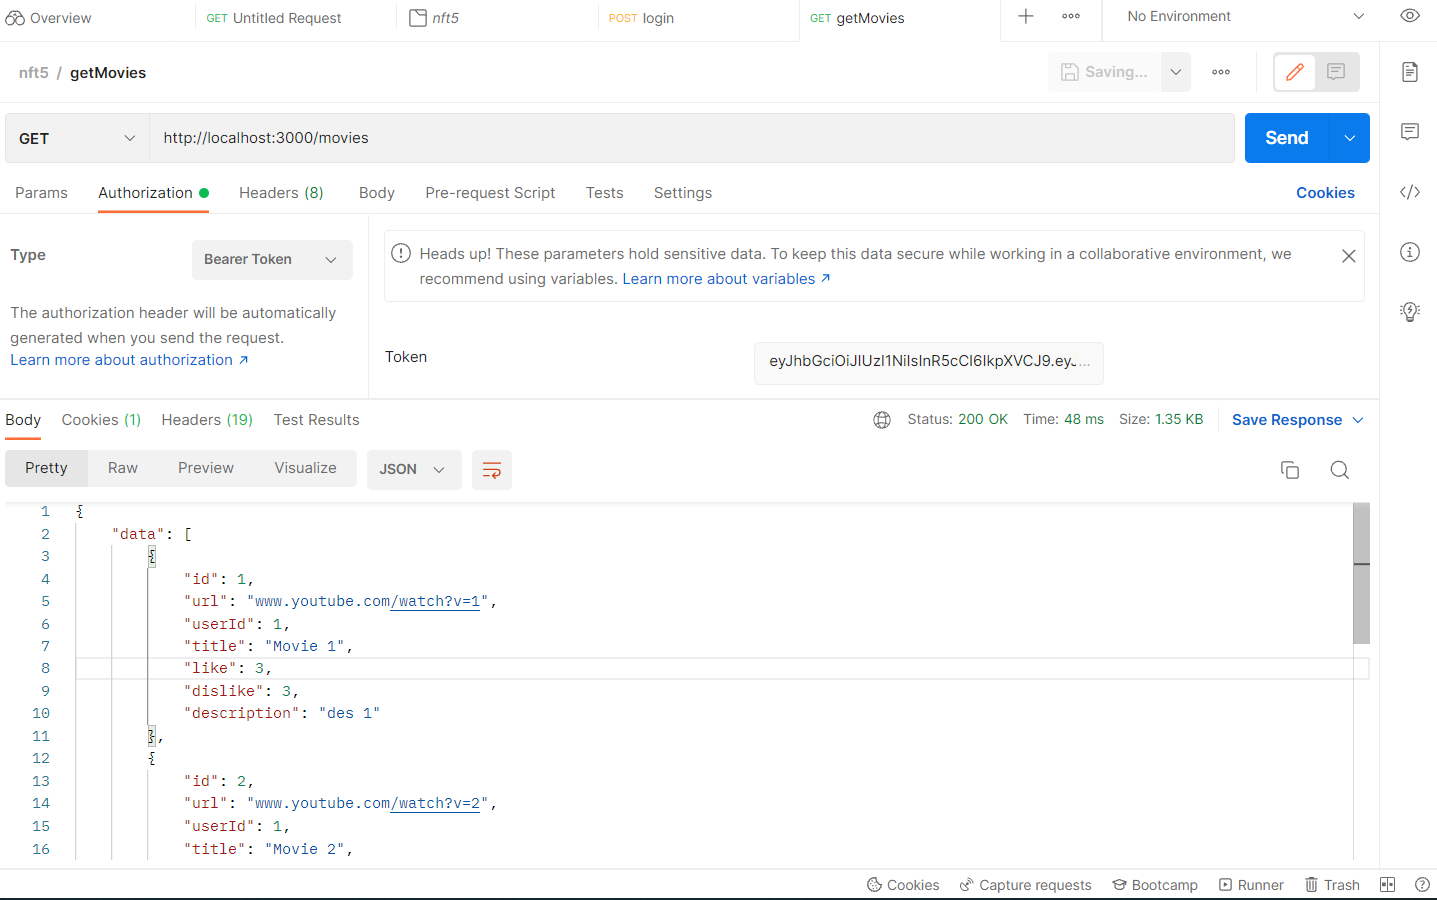 Overview
GET Untitled Request
nft5
POST login
GET getMovies
No Environment
nft5 / getMovies
Saving...
GET
http://localhost:3000/movies
Send
Params
Authorization
Headers (8)
Body
Pre-request Script
Tests
Settings
Cookies
Type
Bearer Token
The authorization header will be automatically
generated when you send the request.
Learn more about authorization ↗
Heads up! These parameters hold sensitive data. To keep this data secure while working in a collaborative environment, we
recommend using variables. Learn more about variables ↗
Token
eyJhbGciOiJIUzI1NiIsInR5cCI6IkpXVCJ9.eyJ...
Body
Cookies (1)
Headers (19)
Test Results
Status: 200 OK
Time: 48 ms
Size: 1.35 KB
Save Response
Pretty
Raw
Preview
Visualize
JSON
1 {
2 "data": [
3 {
4 "id": 1,
5 "url": "www.youtube.com/watch?v=1",
6 "userId": 1,
7 "title": "Movie 1",
8 "like": 3,
9 "dislike": 3,
10 "description": "des 1"
11 },
12 {
13 "id": 2,
14 "url": "www.youtube.com/watch?v=2",
15 "userId": 1,
16 "title": "Movie 2",
Cookies
Capture requests
Bootcamp
Runner
Trash